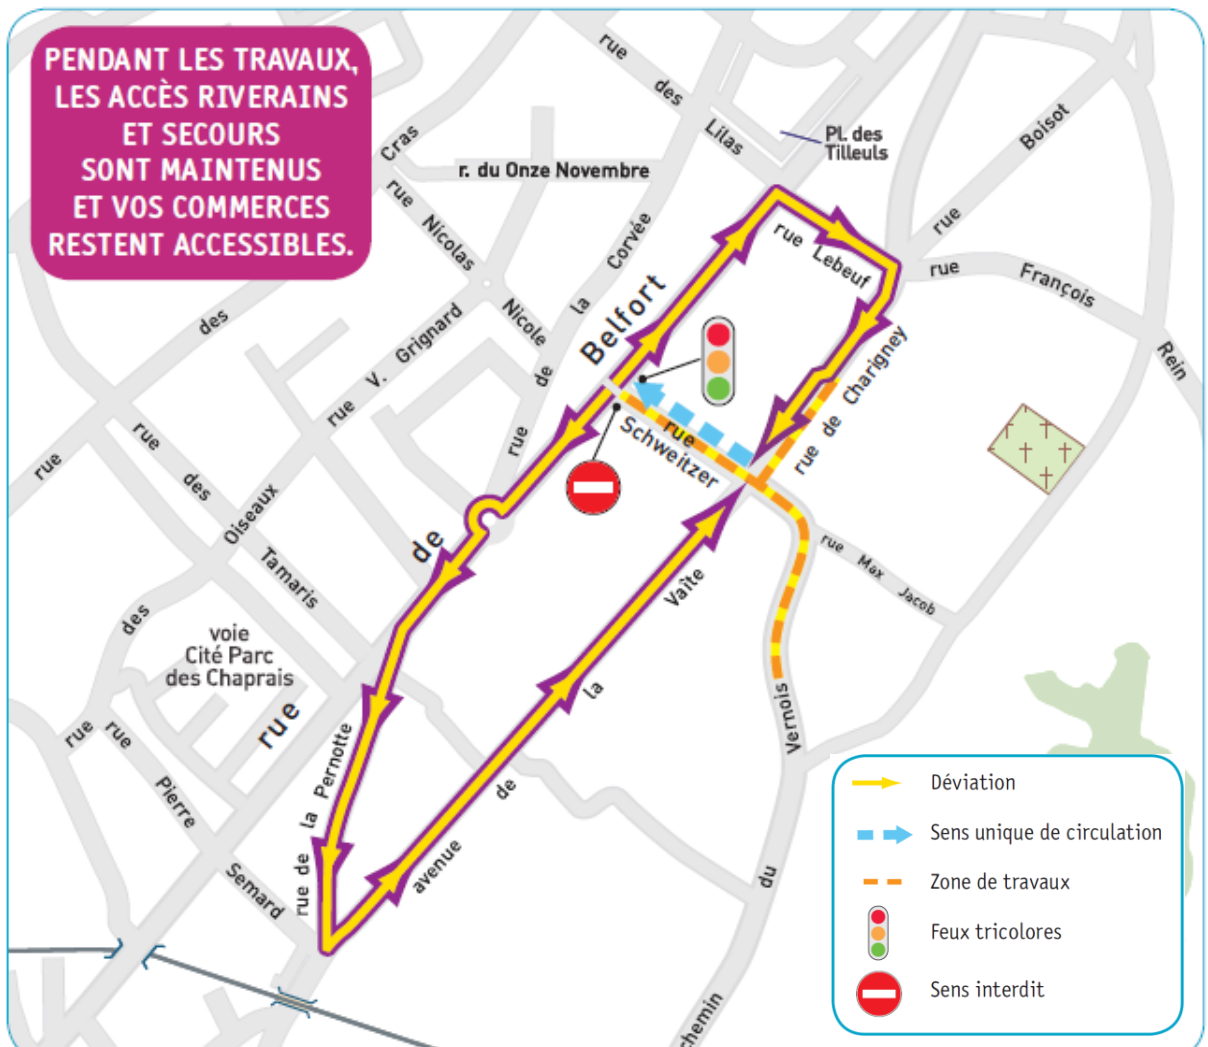 PENDANT LES TRAVAUX,
LES ACCÈS RIVERAINS
ET SECOURS
SONT MAINTENUS
ET VOS COMMERCES
RESTENT ACCESSIBLES.
rue des Lilas
Pl. des
Tilleuls
rue Boisot
Cras
r. du Onze Novembre
rue Nicolas Nicole
rue de la Corvée
rue Lebeuf
rue François
Rein
rue des
rue V. Grignard
rue de Belfort
rue Schweitzer
rue de Charigney
rue des Tamaris
rue des Oiseaux
rue Max Jacob
voie
Cité Parc
des Chaprais
avenue de la Vaîte
rue de la Pernotte
rue Pierre Semard
chemin du Vernois
Déviation
Sens unique de circulation
Zone de travaux
Feux tricolores
Sens interdit